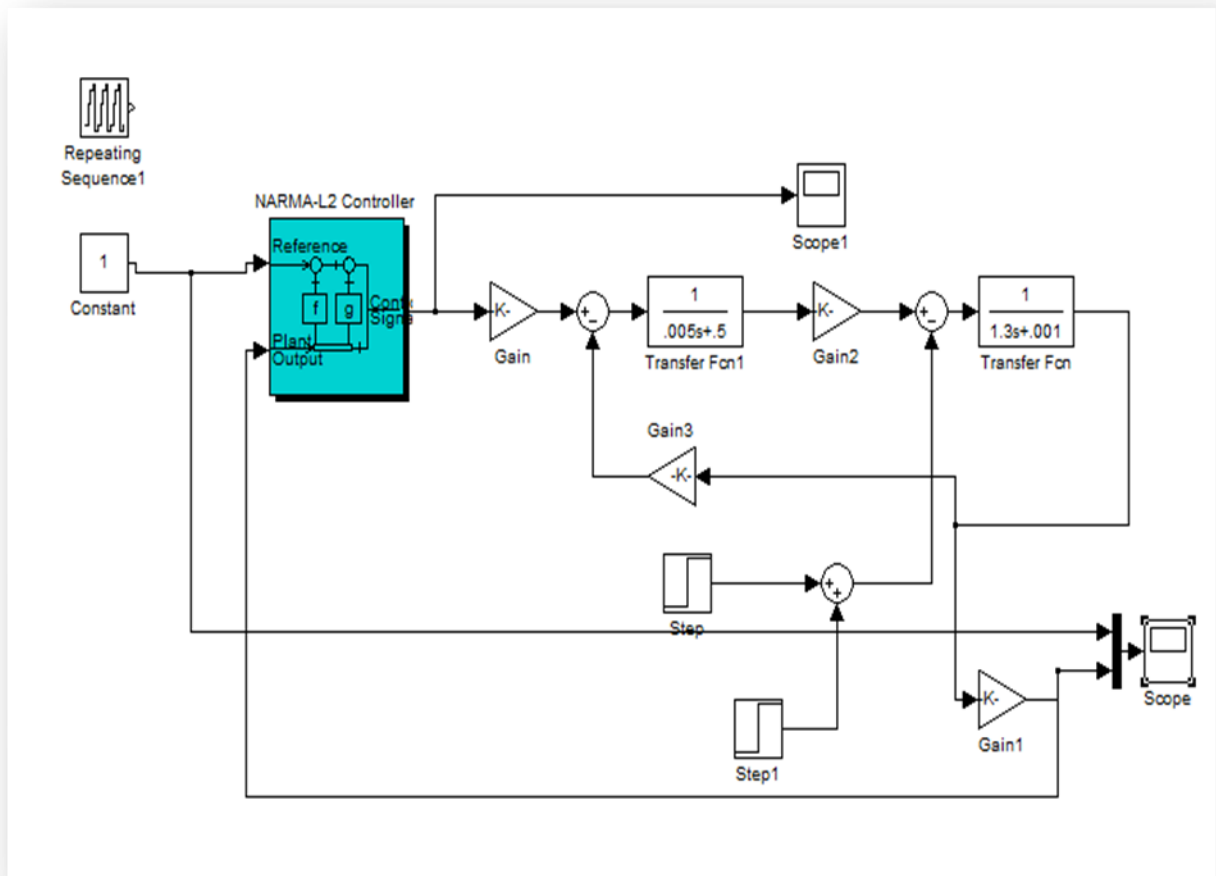 Repeating
Sequence1
NARMA-L2 Controller
Reference
f
g
Plant
Output
1
Constant
Scope1
K-
Gain
+
-
1
.005s+.5
Transfer Fcn1
K-
Gain2
+
-
1
1.3s+.001
Transfer Fcn
Gain3
-K-
Step
+
+
Step1
K-
Gain1
Scope